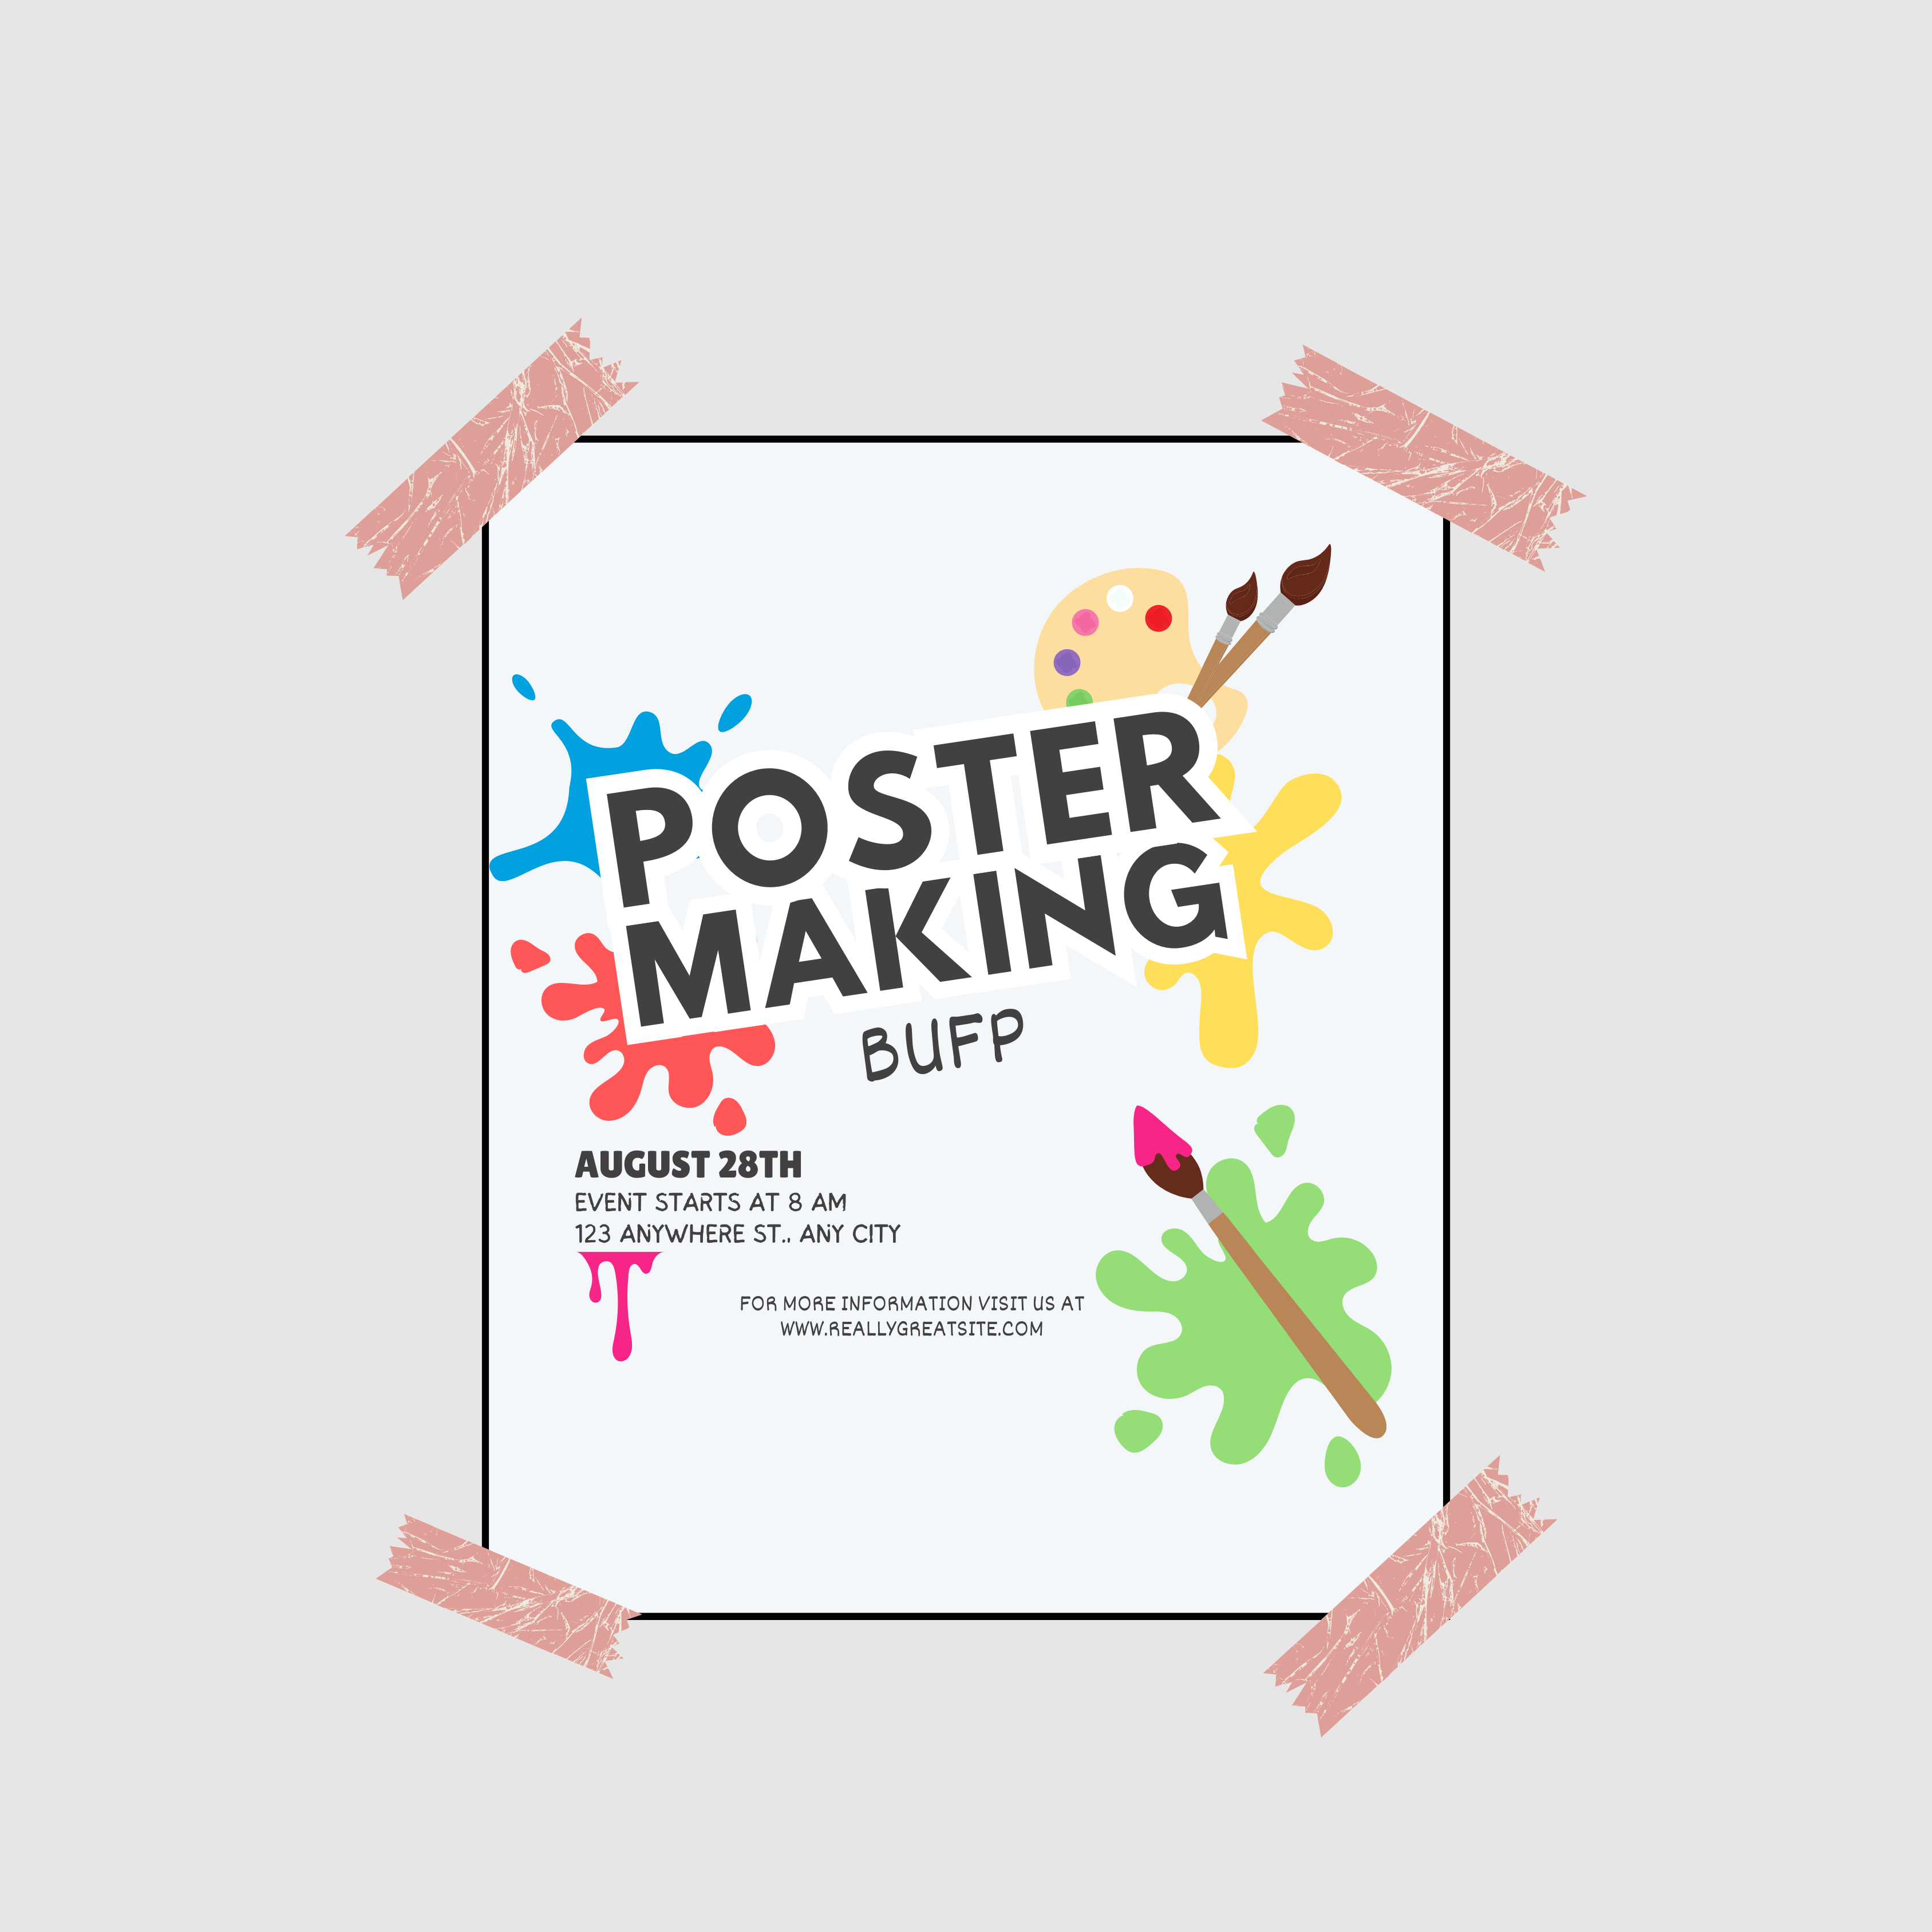 POSTER
MAKING
BUFP
AUGUST 28TH
EVENT STARTS AT 8 AM
123 ANYWHERE ST., ANY CITY
FOR MORE INFORMATION VISIT US AT
WWW.REALLYGREATSITE.COM